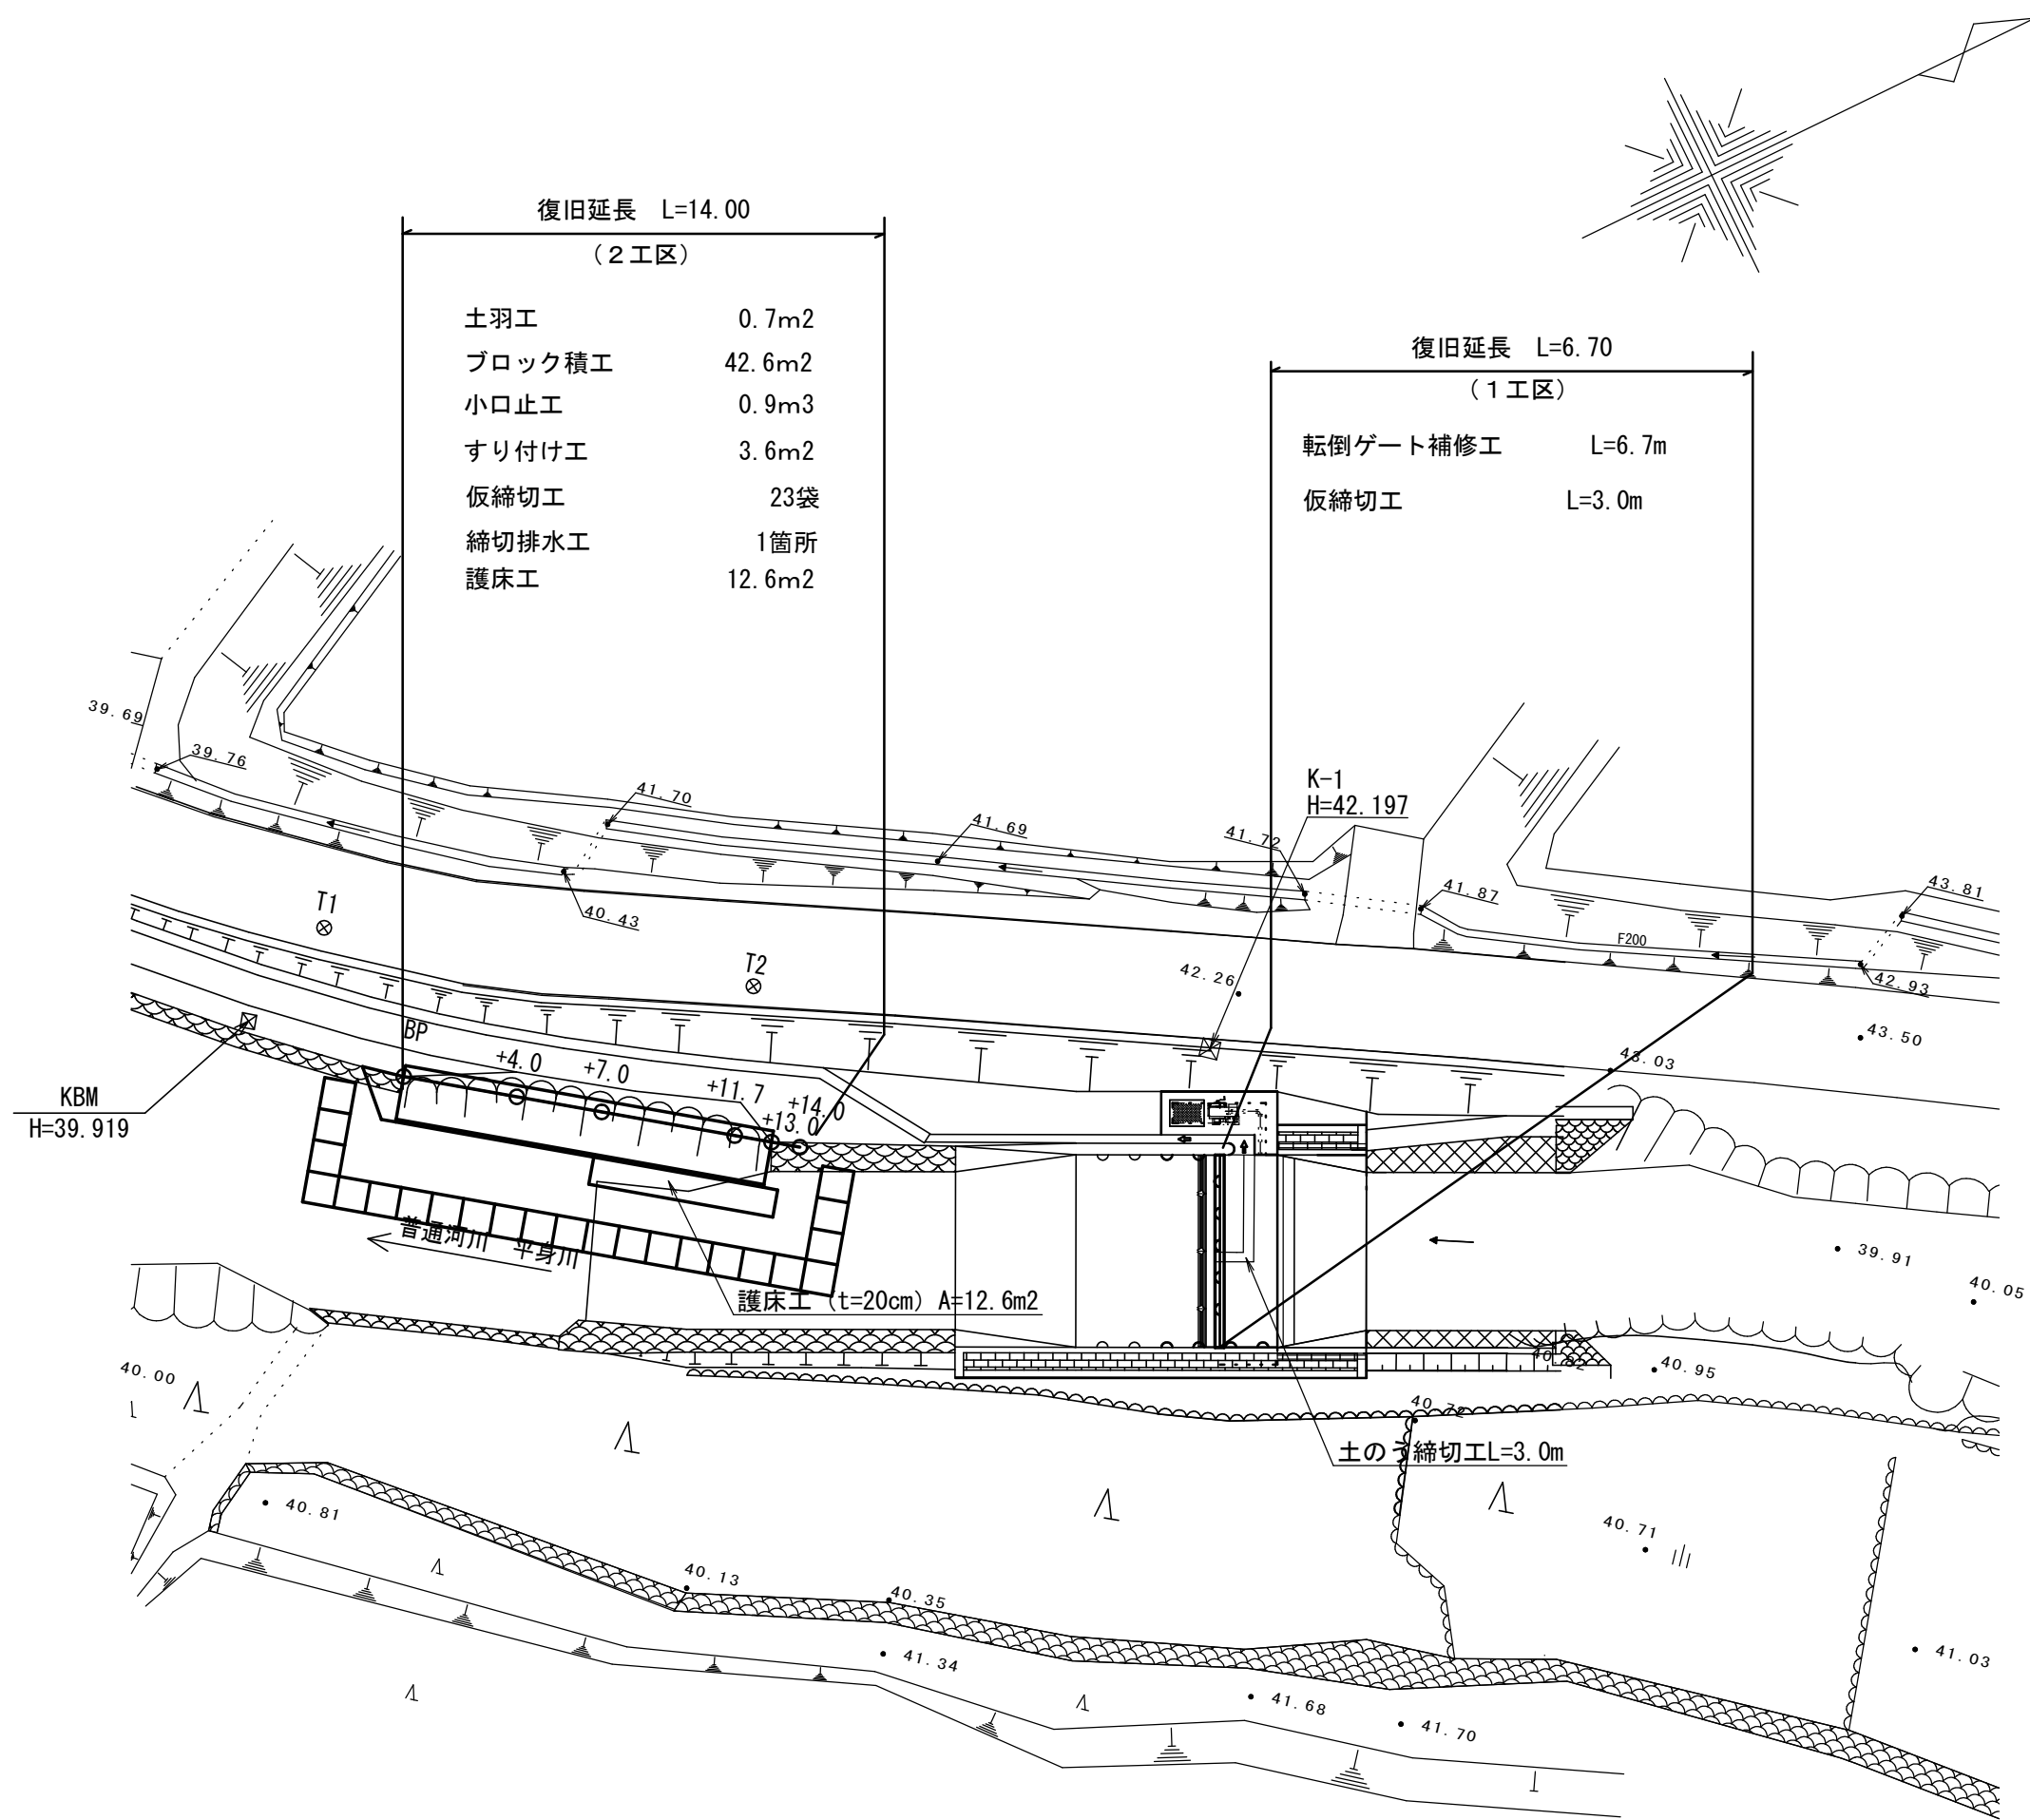 復旧延長　L=14.00
（２工区）
土羽工　0.7m2
ブロック積工　42.6m2
小口止工　0.9m3
すり付け工　3.6m2
仮締切工　23袋
締切排水工　1箇所
護床工　12.6m2
復旧延長　L=6.70
（１工区）
転倒ゲート補修工　L=6.7m
仮締切工　L=3.0m
39.69
39.76
41.70
41.69
41.72
K-1
H=42.197
41.87
43.81
40.43
F200
42.93
T1
T2
42.26
43.50
43.03
BP
+4.0
+7.0
+11.7
+14.0
+13.0
KBM
H=39.919
普通河川　平身川
護床工 (t=20cm) A=12.6m2
39.91
40.05
40.00
40.95
40.72
土のう締切工L=3.0m
40.81
40.71
40.13
40.35
41.34
41.03
41.68
41.70